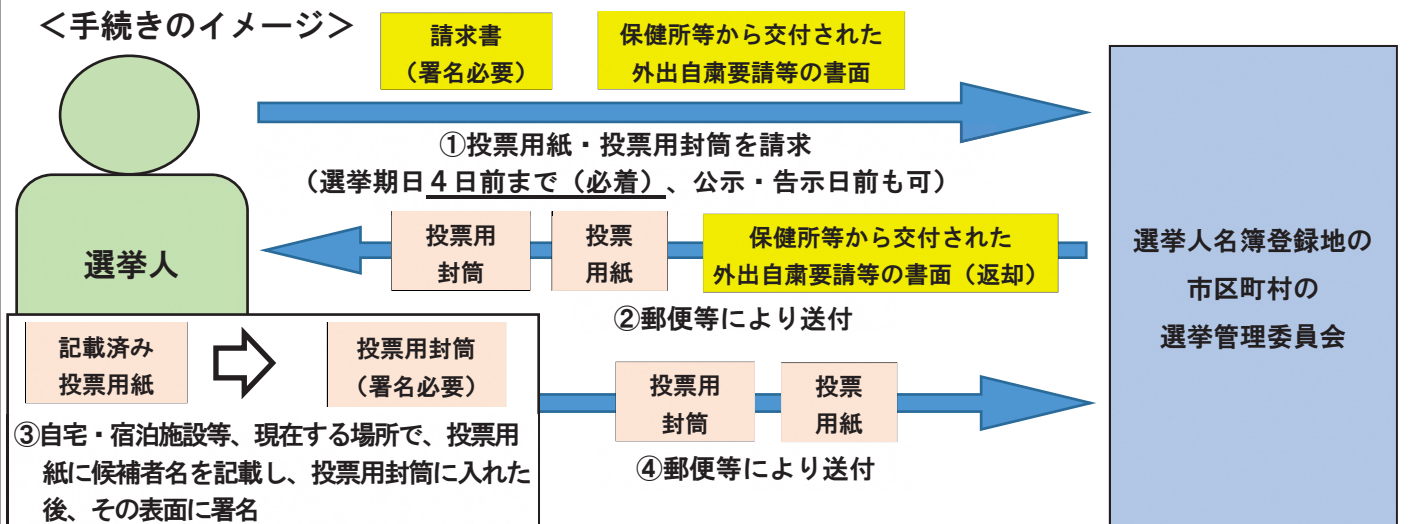 ＜手続きのイメージ＞
請求書
（署名必要）
保健所等から交付された
外出自粛要請等の書面
①投票用紙・投票用封筒を請求
（選挙期日４日前まで（必着）、公示・告示日前も可）
選挙人
投票用
封筒
投票
用紙
保健所等から交付された
外出自粛要請等の書面（返却）
②郵便等により送付
選挙人名簿登録地の
市区町村の
選挙管理委員会
記載済み
投票用紙
投票用封筒
（署名必要）
③自宅・宿泊施設等、現在する場所で、投票用
紙に候補者名を記載し、投票用封筒に入れた
後、その表面に署名
投票用
封筒
投票
用紙
④郵便等により送付